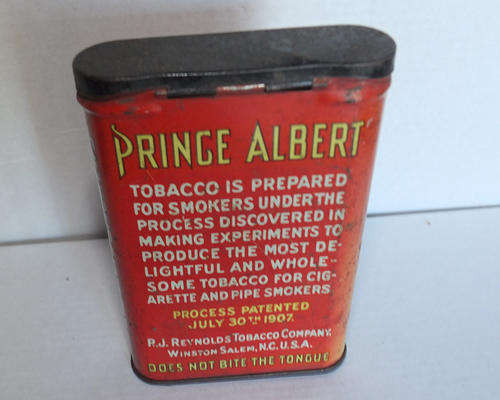 PRINCE ALBERT
TOBACCO IS PREPARED
FOR SMOKERS UNDER THE
PROCESS DISCOVERED IN
MAKING EXPERIMENTS TO
PRODUCE THE MOST DE-
LIGHTFUL AND WHOLE-
SOME TOBACCO FOR CIG-
ARETTE AND PIPE SMOKERS
PROCESS PATENTED
JULY 30TH 1907.
R.J. REYNOLDS TOBACCO COMPANY,
WINSTON SALEM, N.C. U.S.A.
DOES NOT BITE THE TONGUE